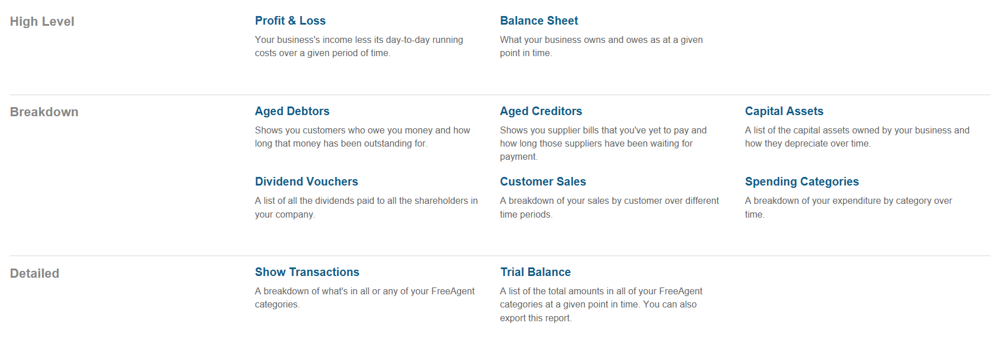 High Level
Profit & Loss
Your business's income less its day-to-day running
costs over a given period of time.
Balance Sheet
What your business owns and owes as at a given
point in time.
Breakdown
Aged Debtors
Shows you customers who owe you money and how
long that money has been outstanding for.
Aged Creditors
Shows you supplier bills that you've yet to pay and
how long those suppliers have been waiting for
payment.
Capital Assets
A list of the capital assets owned by your business and
how they depreciate over time.
Dividend Vouchers
A list of all the dividends paid to all the shareholders in
your company.
Customer Sales
A breakdown of your sales by customer over different
time periods.
Spending Categories
A breakdown of your expenditure by category over
time.
Detailed
Show Transactions
A breakdown of what's in all or any of your FreeAgent
categories.
Trial Balance
A list of the total amounts in all of your FreeAgent
categories at a given point in time. You can also
export this report.